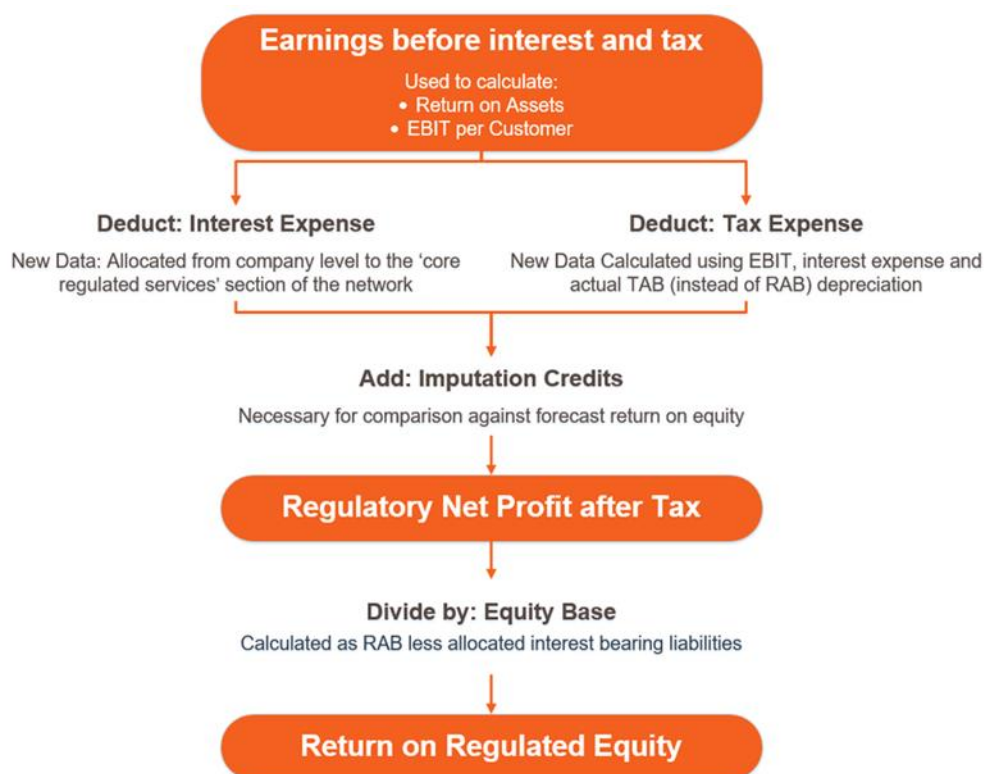 Earnings before interest and tax
Used to calculate:
• Return on Assets
• EBIT per Customer
Deduct: Interest Expense
New Data: Allocated from company level to the ‘core
regulated services’ section of the network
Deduct: Tax Expense
New Data Calculated using EBIT, interest expense and
actual TAB (instead of RAB) depreciation
Add: Imputation Credits
Necessary for comparison against forecast return on equity
Regulatory Net Profit after Tax
Divide by: Equity Base
Calculated as RAB less allocated interest bearing liabilities
Return on Regulated Equity